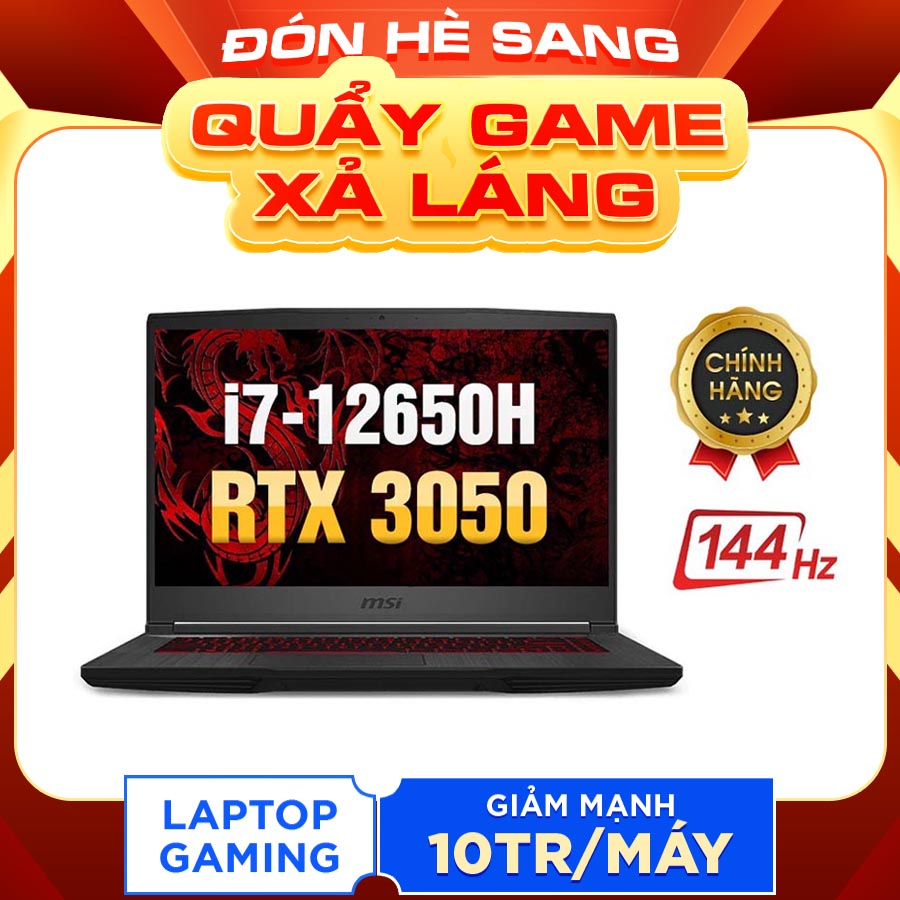 ĐÓN HÈ SANG
QUẨY GAME
XẢ LÁNG
i7-12650H
RTX 3050
msi
CHÍNH
HÃNG
144Hz
LAPTOP
GAMING
GIẢM MẠNH
10TR/MÁY